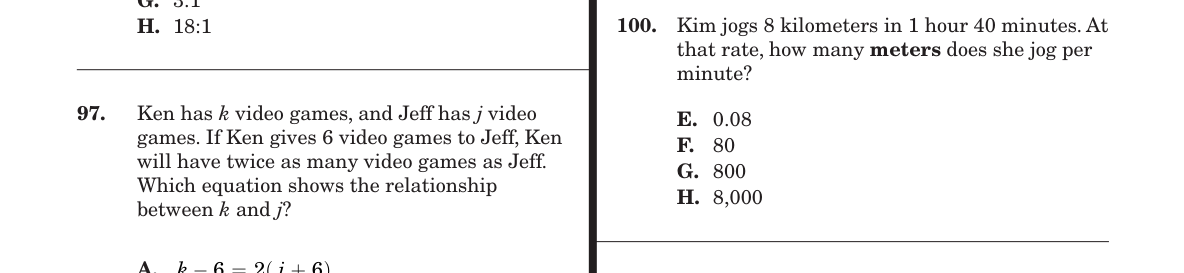 G. 3:1
H. 18:1
97. Ken has k video games, and Jeff has j video
games. If Ken gives 6 video games to Jeff, Ken
will have twice as many video games as Jeff.
Which equation shows the relationship
between k and j?
A. k – 6 = 2( j + 6)
100. Kim jogs 8 kilometers in 1 hour 40 minutes. At
that rate, how many meters does she jog per
minute?
E. 0.08
F. 80
G. 800
H. 8,000